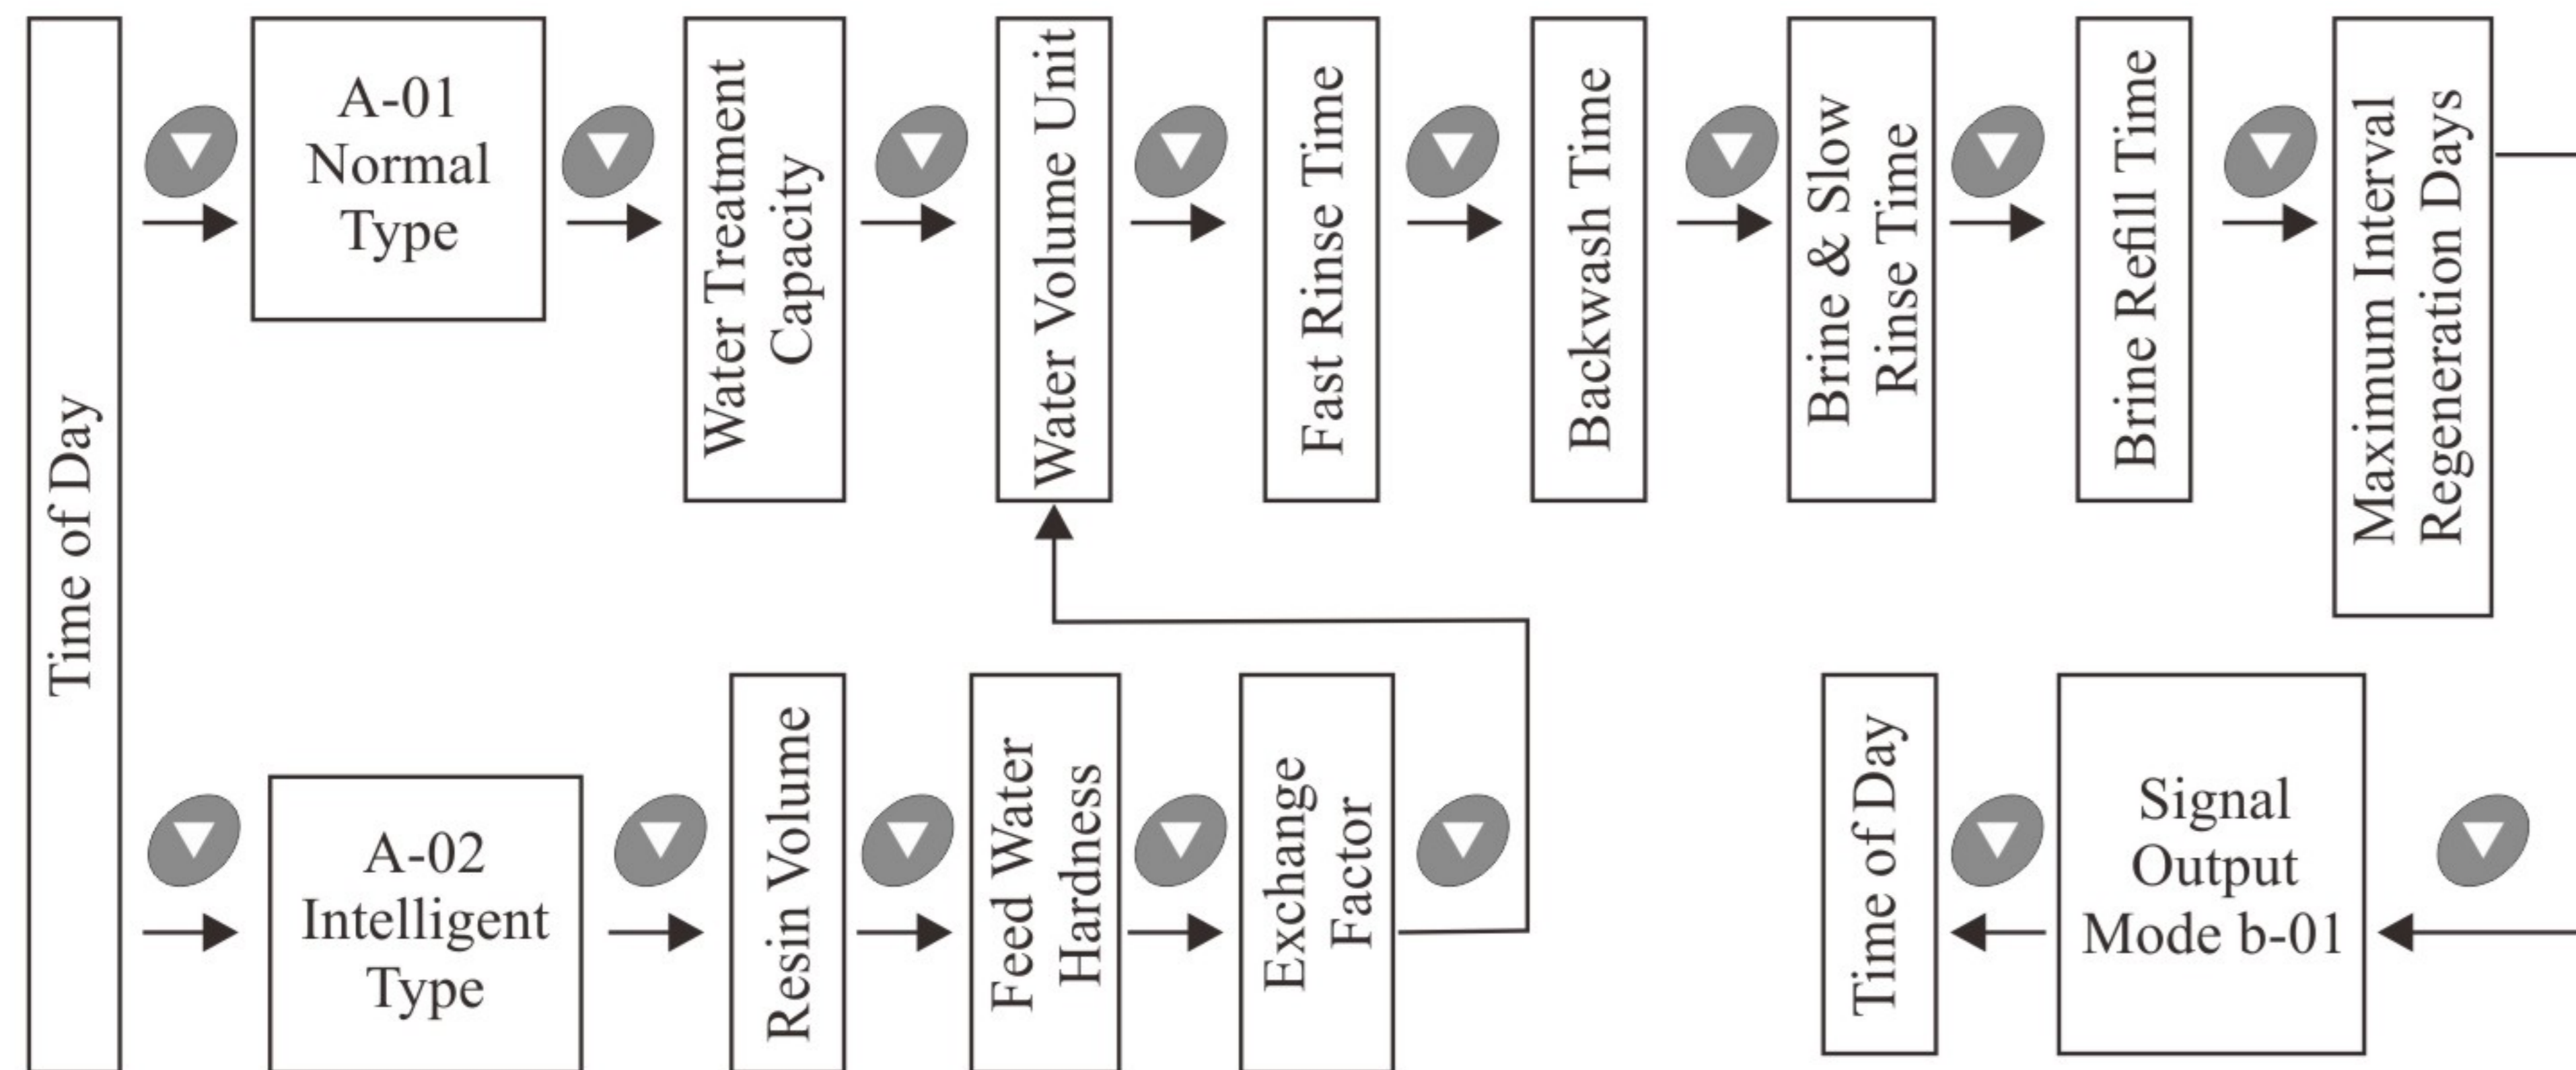 Time of Day
A-01
Normal
Type
Water Treatment
Capacity
Water Volume Unit
Fast Rinse Time
Backwash Time
Brine & Slow
Rinse Time
Brine Refill Time
Maximum Interval
Regeneration Days
A-02
Intelligent
Type
Resin Volume
Feed Water
Hardness
Exchange
Factor
Time of Day
Signal
Output
Mode b-01